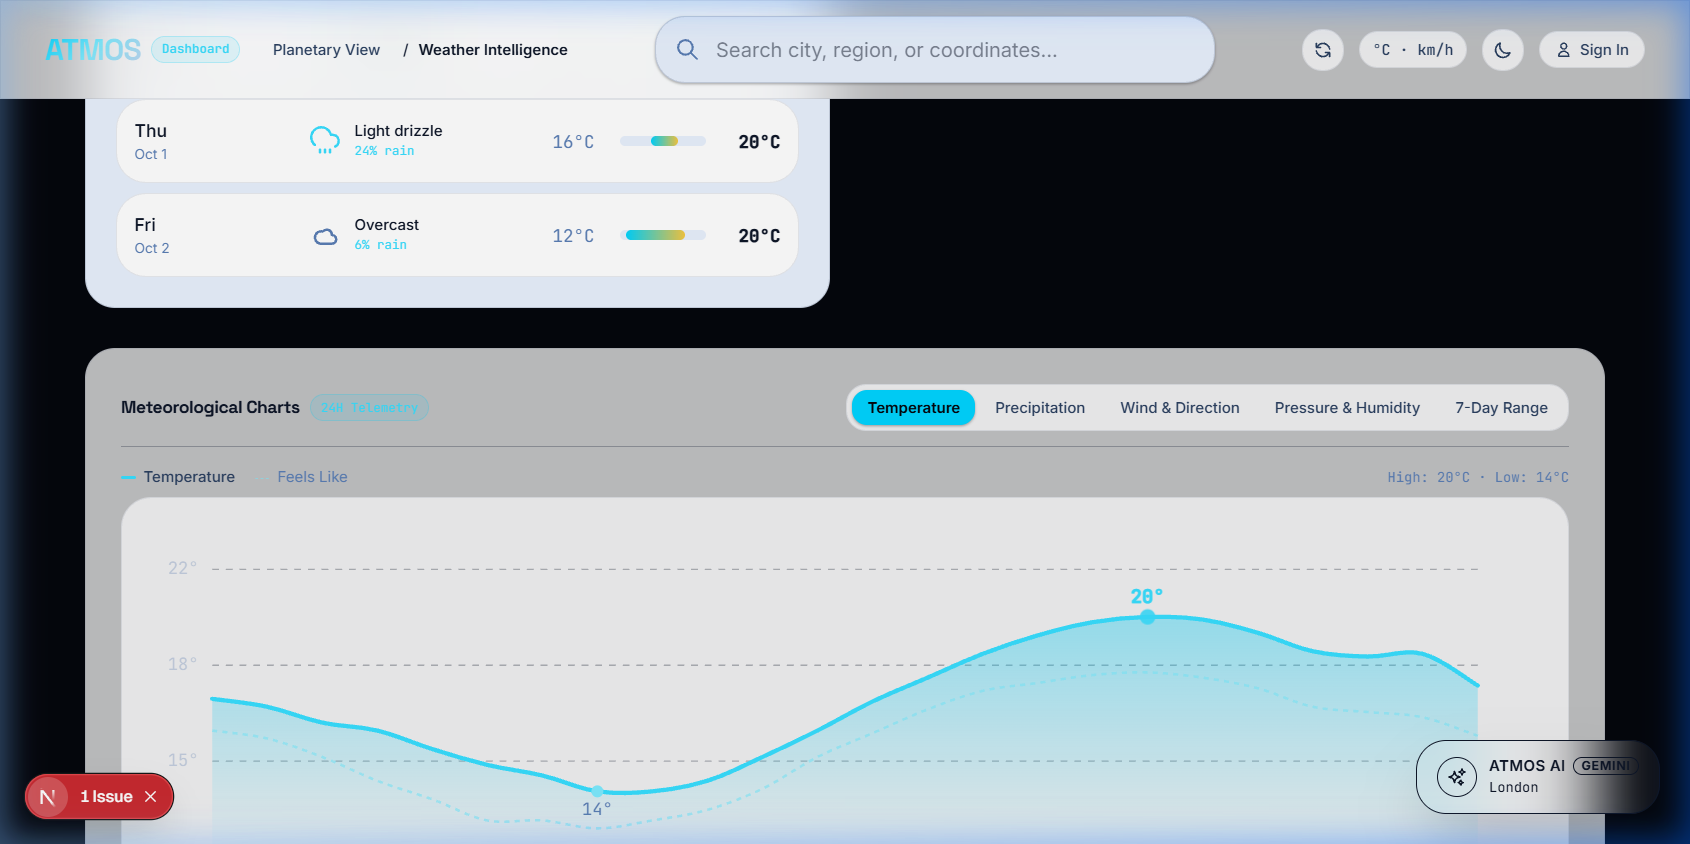 ATMOS Dashboard Planetary View / Weather Intelligence Search city, region, or coordinates... °C · km/h Sign In
Thu Light drizzle 16°C 20°C
Oct 1 24% rain
Fri Overcast 12°C 20°C
Oct 2 6% rain
Meteorological Charts 24H Telemetry Temperature Precipitation Wind & Direction Pressure & Humidity 7-Day Range
Temperature Feels Like High: 20°C · Low: 14°C
22°
20°
18°
15°
14°
N 1 Issue
ATMOS AI GEMINI
London